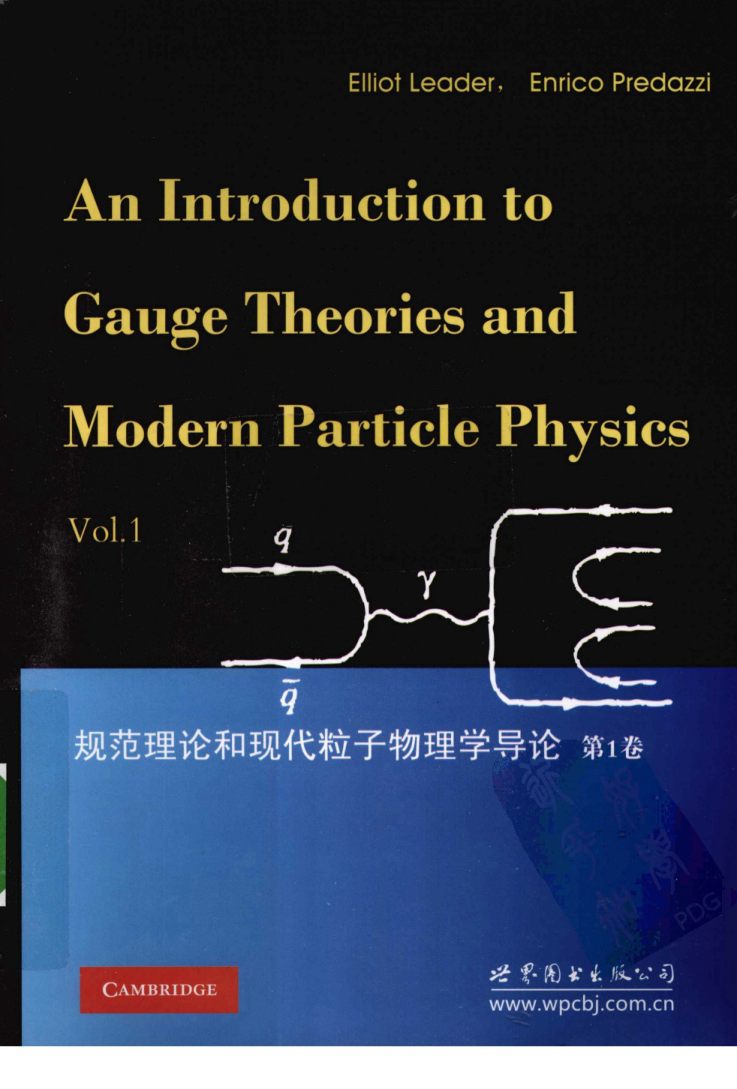 Elliot Leader, Enrico Predazzi
An Introduction to
Gauge Theories and
Modern Particle Physics
Vol.1
q
γ
q̄
规范理论和现代粒子物理学导论 第1卷
PDG
CAMBRIDGE
世界图书出版公司
www.wpcbj.com.cn